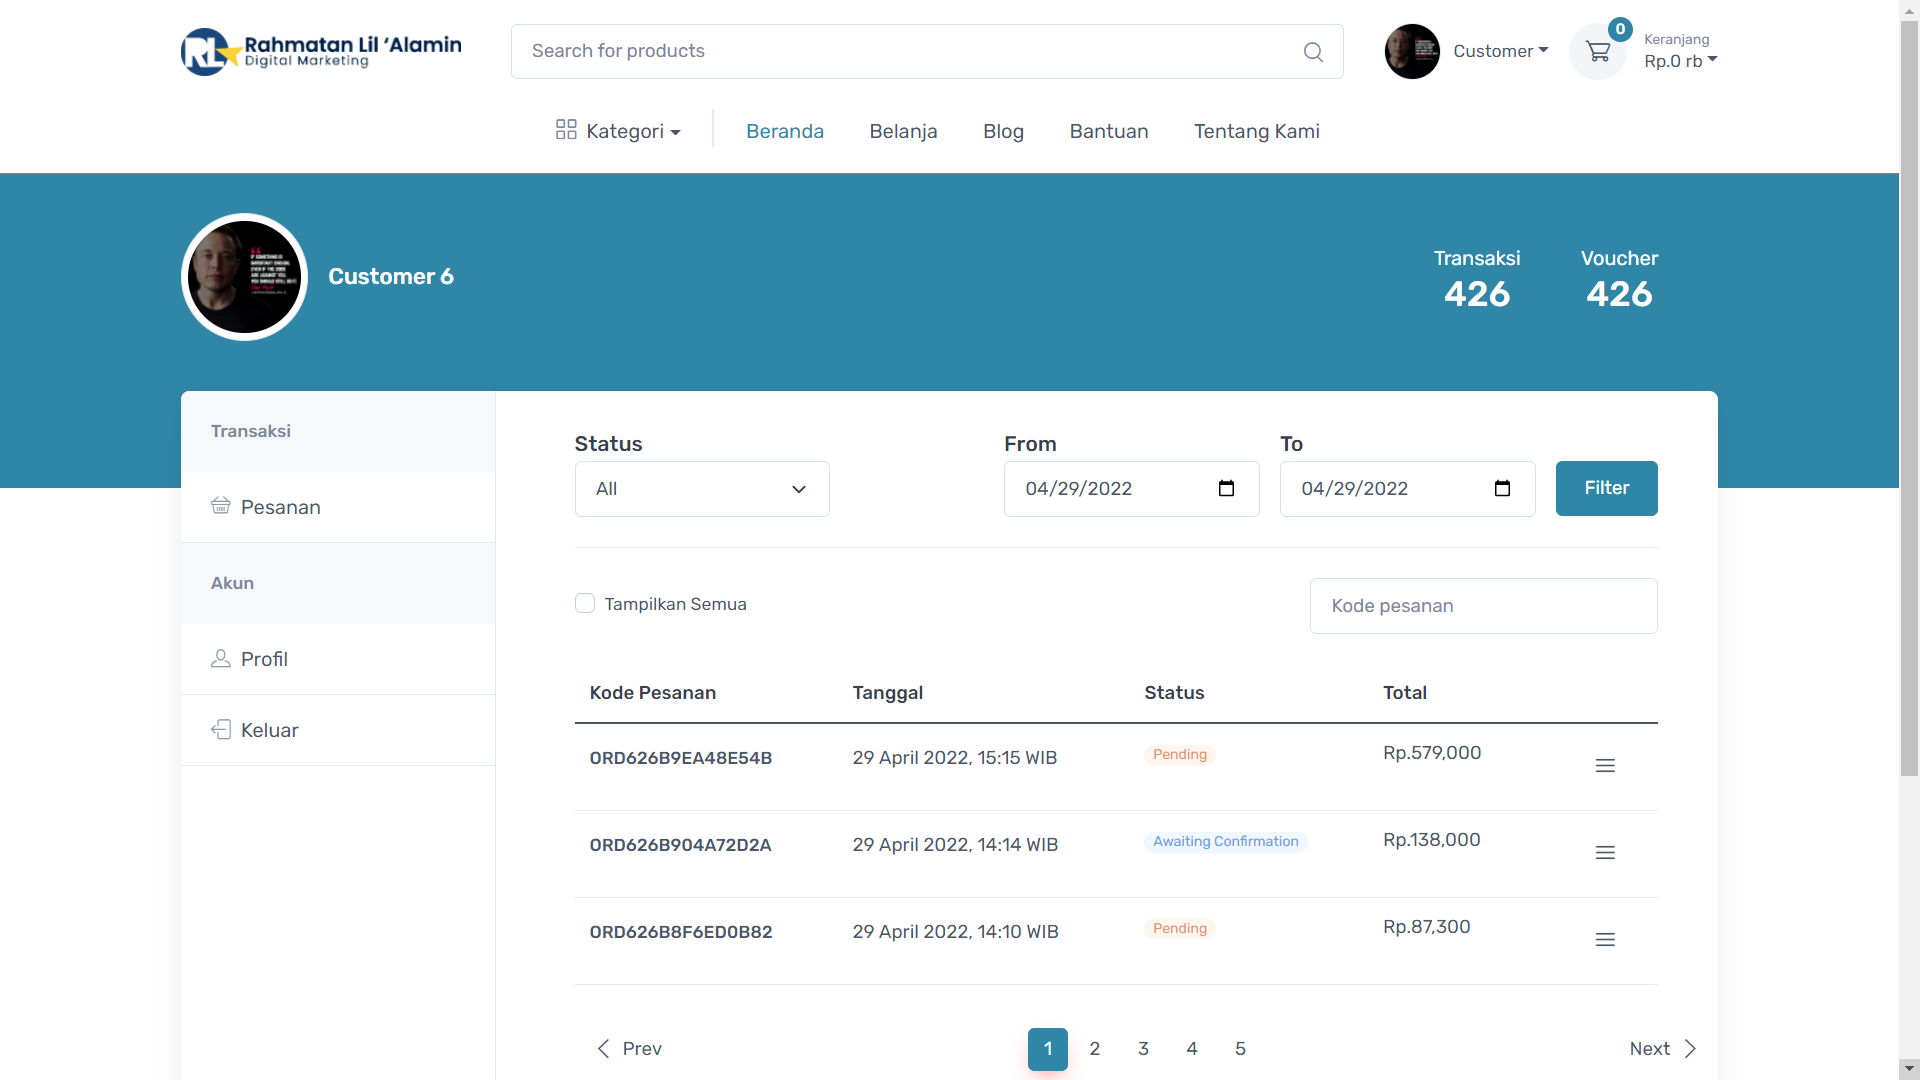 RL Rahmatan Lil ‘Alamin
Digital Marketing
Search for products
Customer
0
Keranjang
Rp.0 rb
Kategori
Beranda
Belanja
Blog
Bantuan
Tentang Kami
Customer 6
Transaksi
426
Voucher
426
Transaksi
Pesanan
Akun
Profil
Keluar
Status
All
From
04/29/2022
To
04/29/2022
Filter
Tampilkan Semua
Kode pesanan
Kode Pesanan Tanggal Status Total
ORD626B9EA48E54B 29 April 2022, 15:15 WIB Pending Rp.579,000
ORD626B904A72D2A 29 April 2022, 14:14 WIB Awaiting Confirmation Rp.138,000
ORD626B8F6ED0B82 29 April 2022, 14:10 WIB Pending Rp.87,300
Prev 1 2 3 4 5 Next